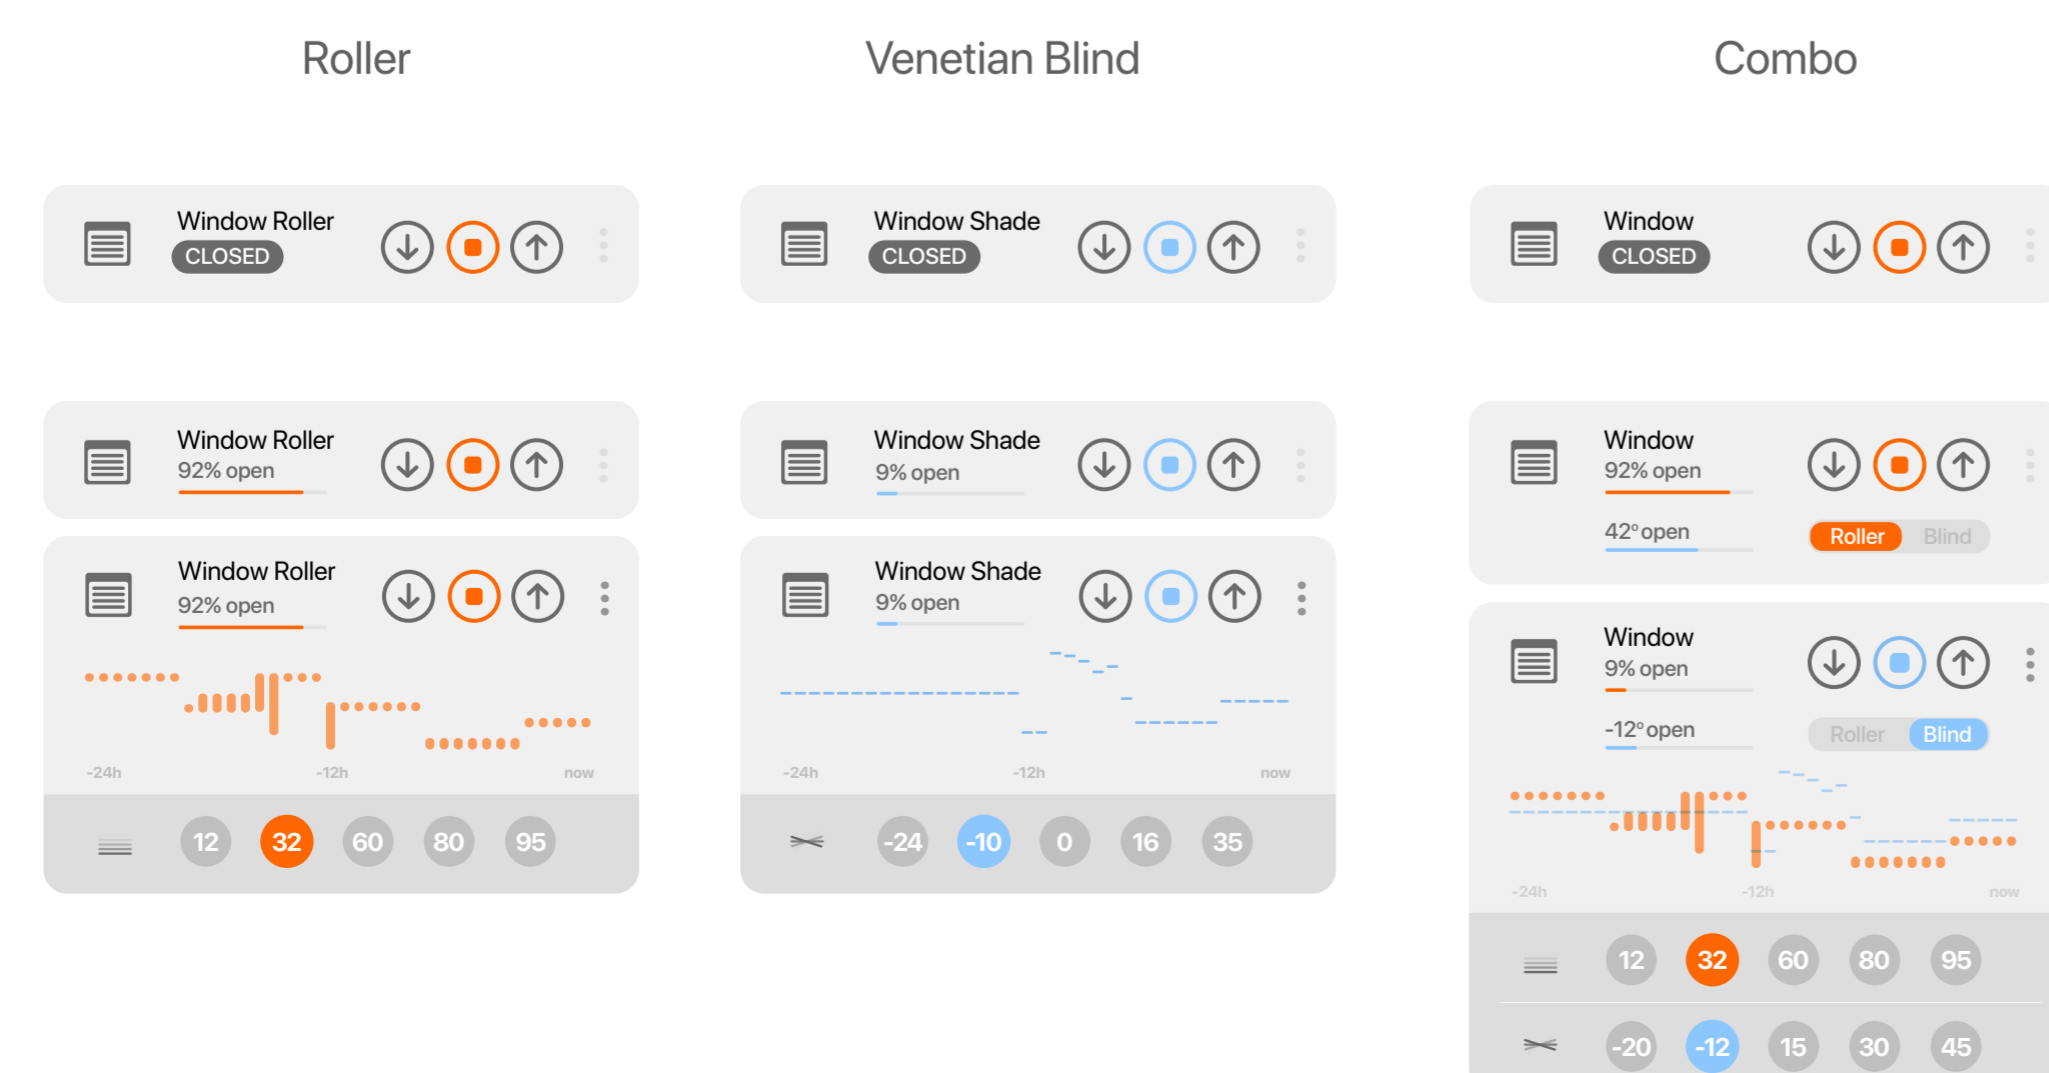 Roller
Venetian Blind
Combo
Window Roller
CLOSED
Window Shade
CLOSED
Window
CLOSED
Window Roller
92% open
Window Shade
9% open
Window
92% open
42° open
Roller Blind
Window Roller
92% open
-24h -12h now
12 32 60 80 95
Window Shade
9% open
-24h -12h now
-24 -10 0 16 35
Window
9% open
-12° open
Roller Blind
-24h -12h now
12 32 60 80 95
-20 -12 15 30 45